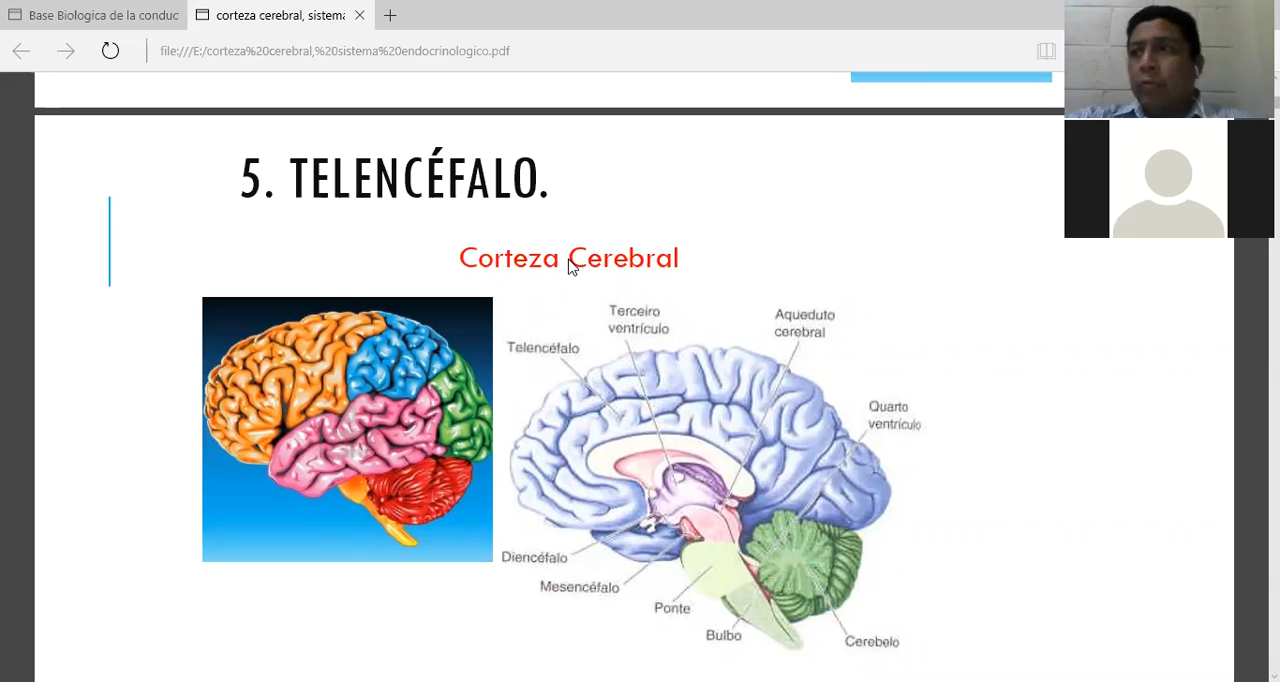 Base Biologica de la conduc
corteza cerebral, sistema
file:///E:/corteza%20cerebral,%20sistema%20endocrinologico.pdf
5. TELENCÉFALO.
Corteza Cerebral
Terceiro
ventrículo
Aqueduto
cerebral
Telencéfalo
Quarto
ventrículo
Diencéfalo
Mesencéfalo
Ponte
Bulbo
Cerebelo